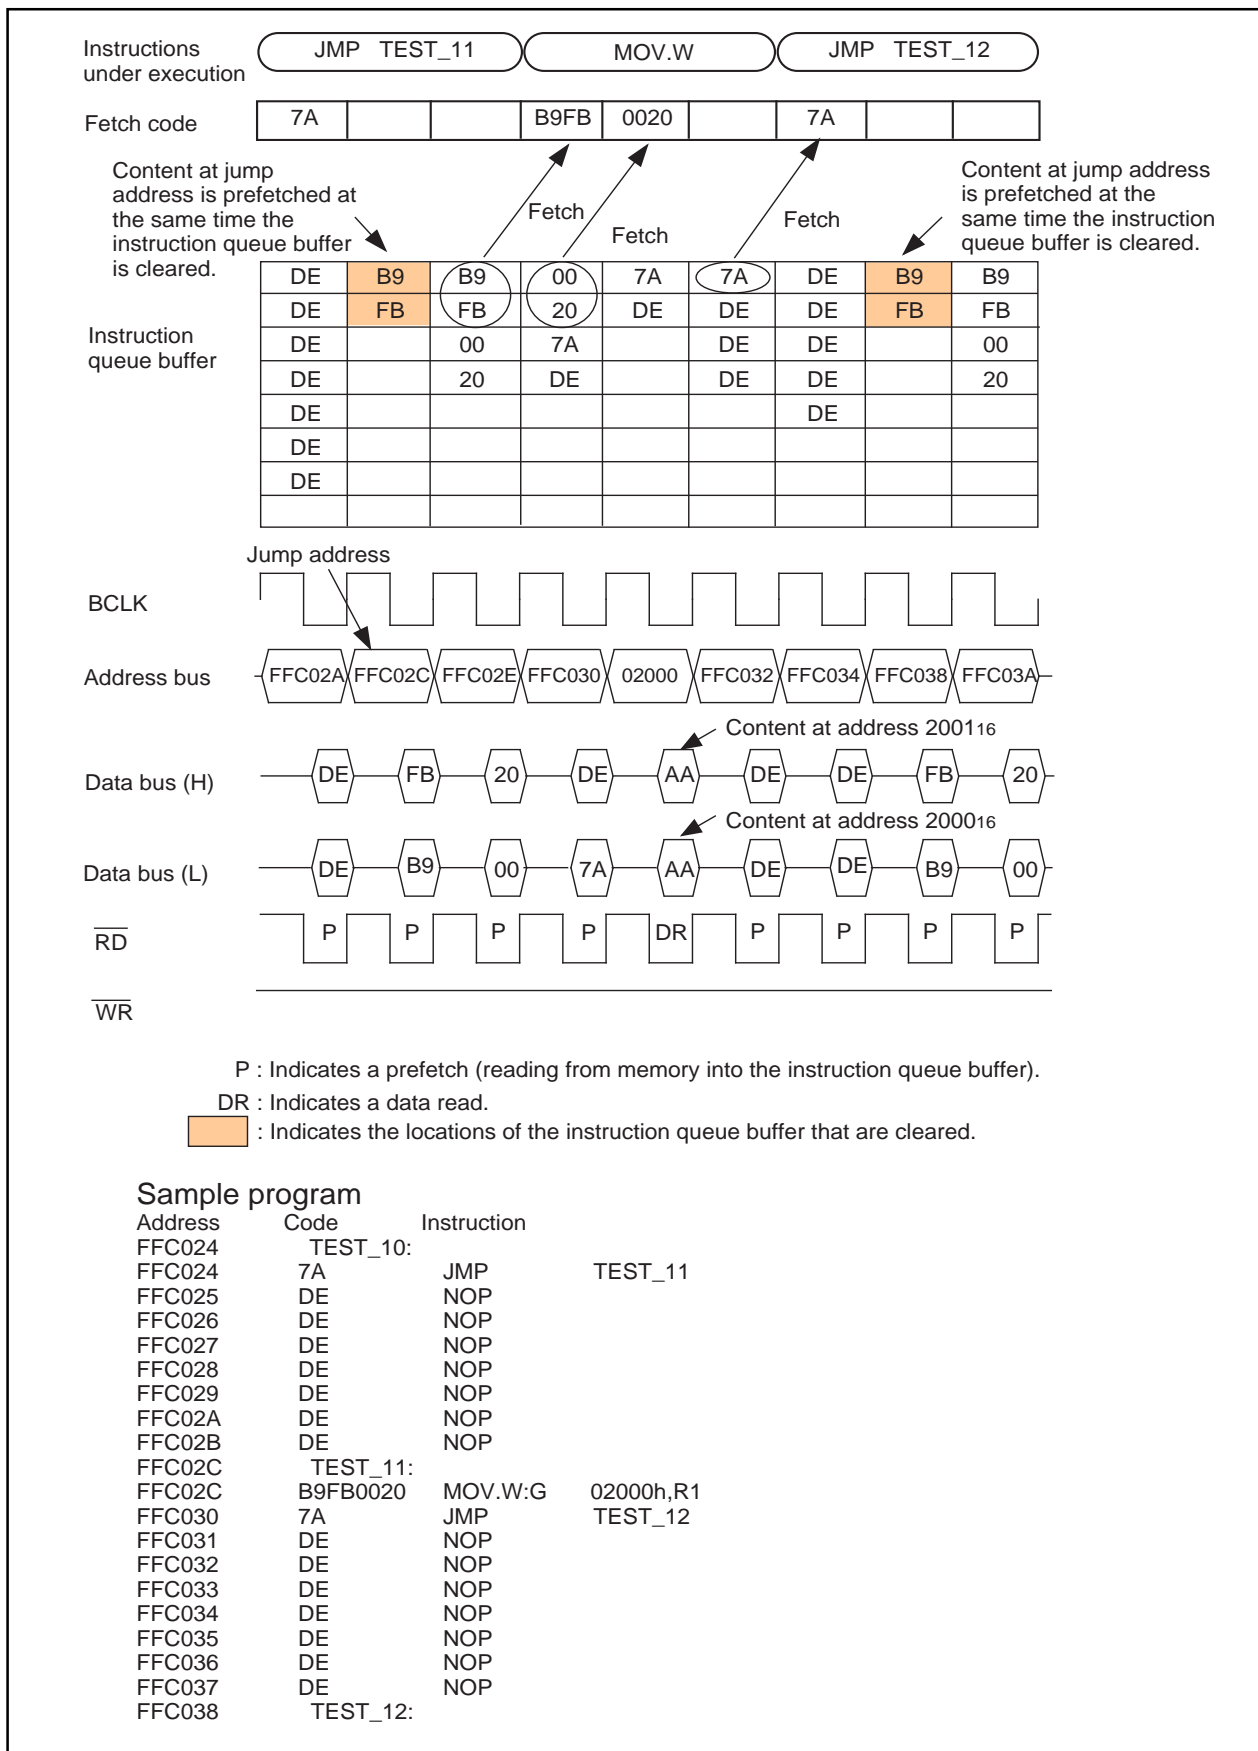 Instructions
under execution
JMP TEST_11 MOV.W JMP TEST_12
Fetch code 7A B9FB 0020 7A
Content at jump
address is prefetched at
the same time the
instruction queue buffer
is cleared.
Fetch
Fetch
Fetch
Content at jump address
is prefetched at the
same time the instruction
queue buffer is cleared.
Instruction
queue buffer
DE B9 B9 00 7A 7A DE B9 B9
DE FB FB 20 DE DE DE FB FB
DE 00 7A DE DE 00
DE 20 DE DE DE 20
DE DE
DE
DE
Jump address
BCLK
Address bus FFC02A FFC02C FFC02E FFC030 02000 FFC032 FFC034 FFC038 FFC03A
Content at address 200116
Data bus (H) DE FB 20 DE AA DE DE FB 20
Content at address 200016
Data bus (L) DE B9 00 7A AA DE DE B9 00
RD P P P P DR P P P P
WR
P : Indicates a prefetch (reading from memory into the instruction queue buffer).
DR : Indicates a data read.
: Indicates the locations of the instruction queue buffer that are cleared.
Sample program
Address Code Instruction
FFC024 TEST_10:
FFC024 7A JMP TEST_11
FFC025 DE NOP
FFC026 DE NOP
FFC027 DE NOP
FFC028 DE NOP
FFC029 DE NOP
FFC02A DE NOP
FFC02B DE NOP
FFC02C TEST_11:
FFC02C B9FB0020 MOV.W:G 02000h,R1
FFC030 7A JMP TEST_12
FFC031 DE NOP
FFC032 DE NOP
FFC033 DE NOP
FFC034 DE NOP
FFC035 DE NOP
FFC036 DE NOP
FFC037 DE NOP
FFC038 TEST_12: